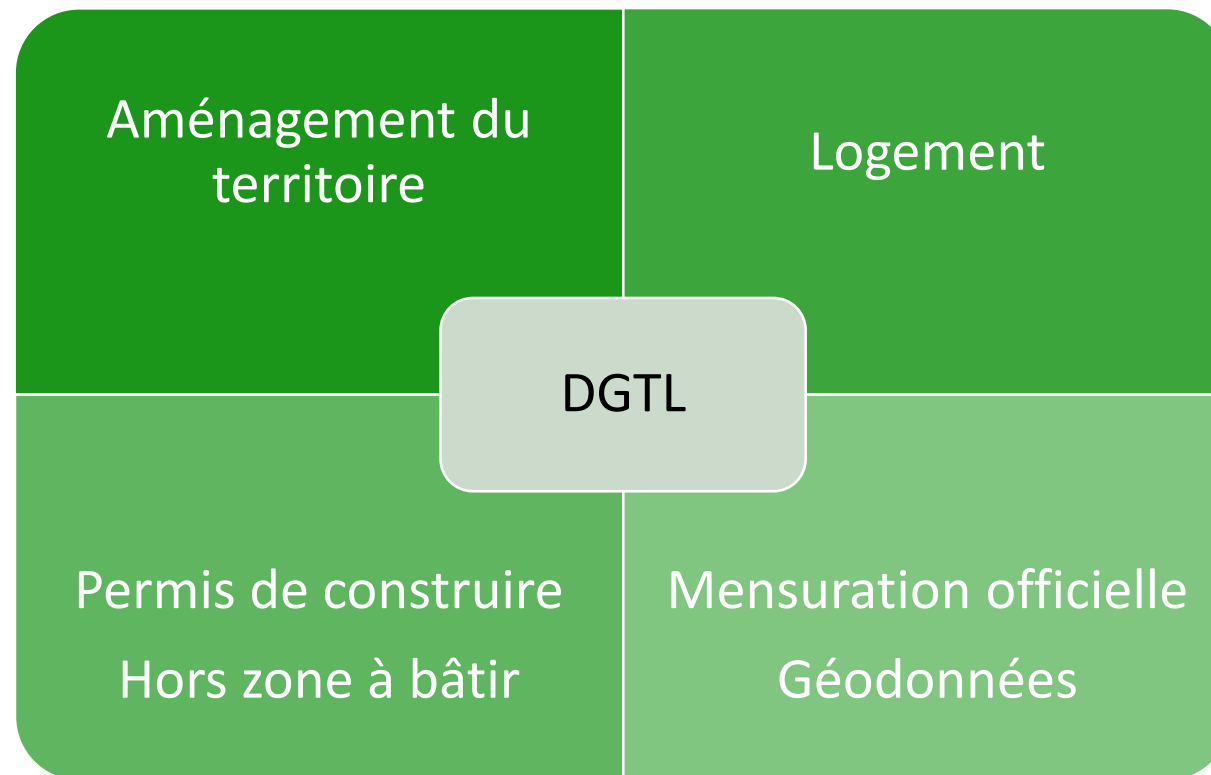 Aménagement du
territoire
Logement
DGTL
Permis de construire
Hors zone à bâtir
Mensuration officielle
Géodonnées